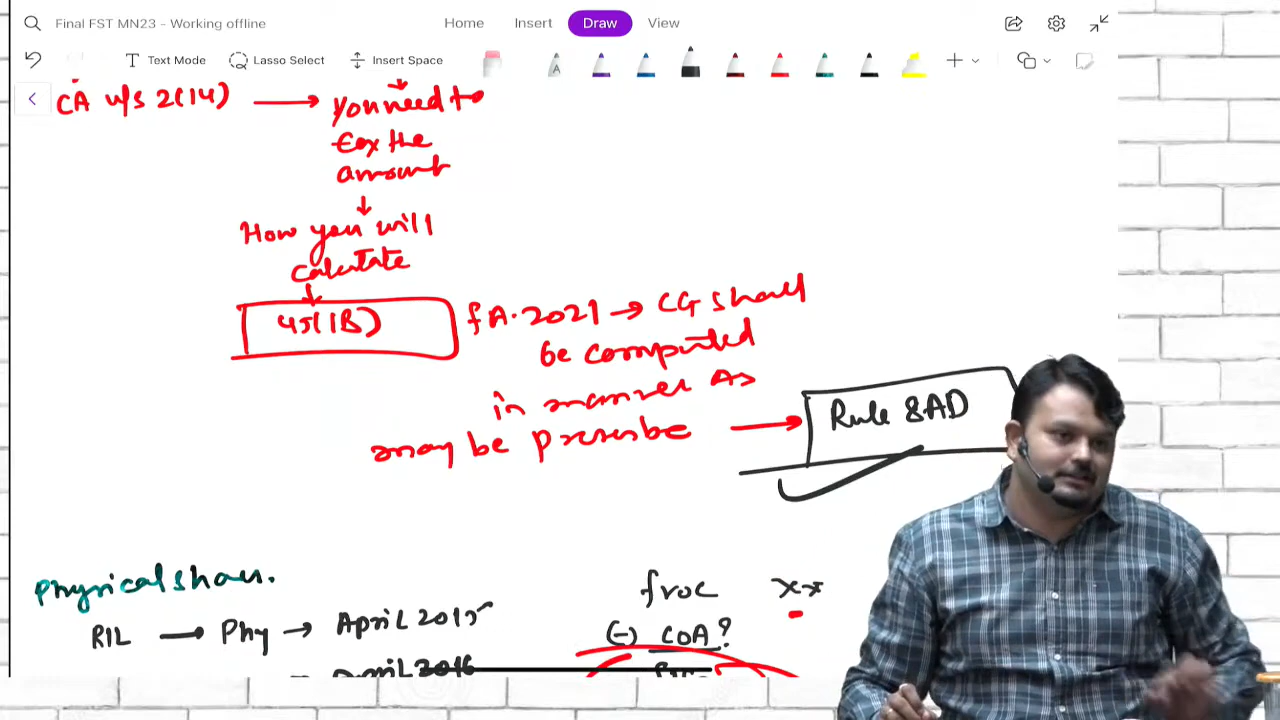 Final FST MN23 - Working offline
Home Insert Draw View
Text Mode Lasso Select Insert Space
CA u/s 2(14) → You need to
tax the
amount
↓
How you will
calculate
↓
45(1B) fA.2021 → CG shall
be computed
in manner As
may be prescribe → Rule 8AD
Physical share.
RIL → Phy → April 2015
April 2016
fvoc x*
(-) COA?